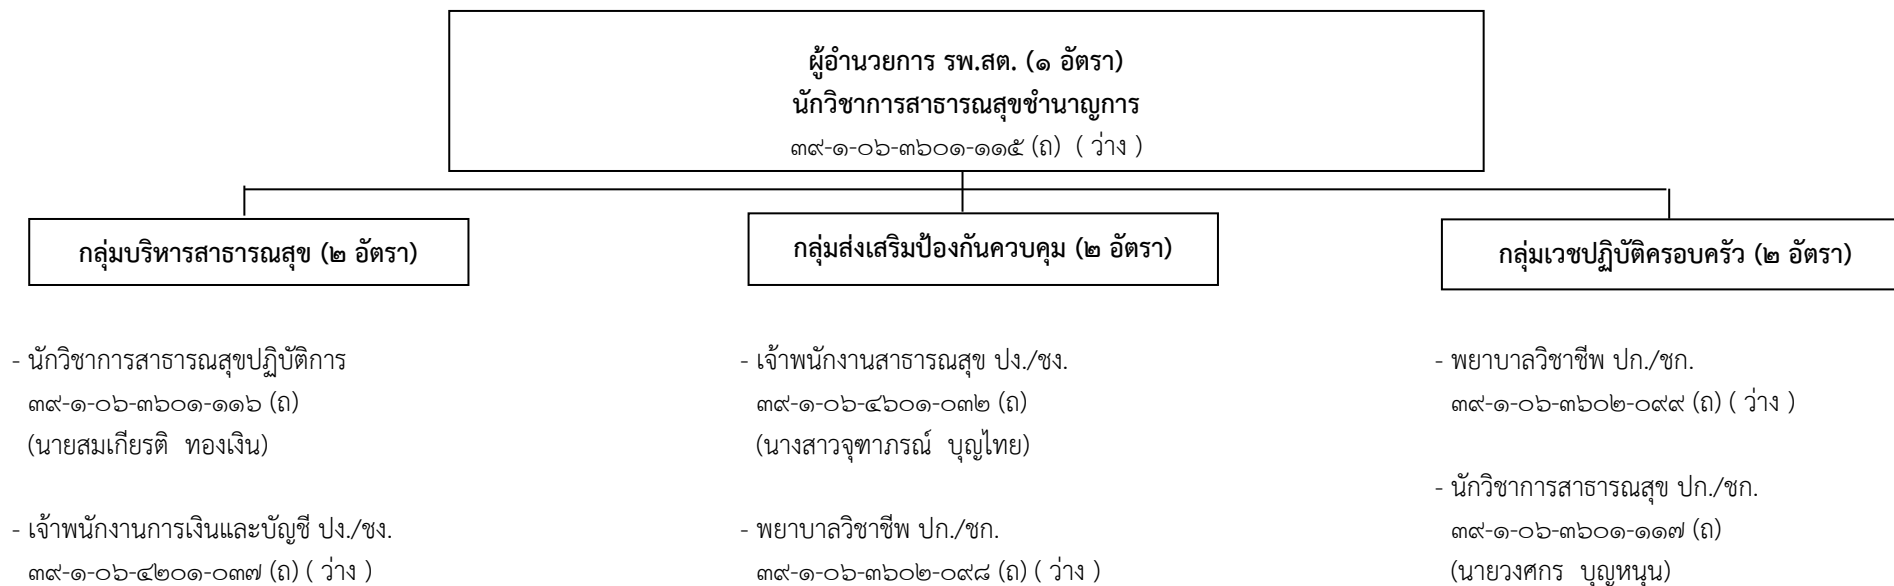 ผู้อำนวยการ รพ.สต. (๑ อัตรา)
นักวิชาการสาธารณสุขชำนาญการ
๓๙-๑-๐๖-๓๖๐๑-๑๑๕ (ถ) ( ว่าง )
กลุ่มบริหารสาธารณสุข (๒ อัตรา)
- นักวิชาการสาธารณสุขปฏิบัติการ
๓๙-๑-๐๖-๓๖๐๑-๑๑๖ (ถ)
(นายสมเกียรติ ทองเงิน)
- เจ้าพนักงานการเงินและบัญชี ปง./ชง.
๓๙-๑-๐๖-๔๒๐๑-๐๓๗ (ถ) ( ว่าง )
กลุ่มส่งเสริมป้องกันควบคุม (๒ อัตรา)
- เจ้าพนักงานสาธารณสุข ปง./ชง.
๓๙-๑-๐๖-๔๖๐๑-๐๓๒ (ถ)
(นางสาวจุฑาภรณ์ บุญไทย)
- พยาบาลวิชาชีพ ปก./ชก.
๓๙-๑-๐๖-๓๖๐๒-๐๙๘ (ถ) ( ว่าง )
กลุ่มเวชปฏิบัติครอบครัว (๒ อัตรา)
- พยาบาลวิชาชีพ ปก./ชก.
๓๙-๑-๐๖-๓๖๐๒-๐๙๙ (ถ) ( ว่าง )
- นักวิชาการสาธารณสุข ปก./ชก.
๓๙-๑-๐๖-๓๖๐๑-๑๑๗ (ถ)
(นายวงศกร บุญหนุน)